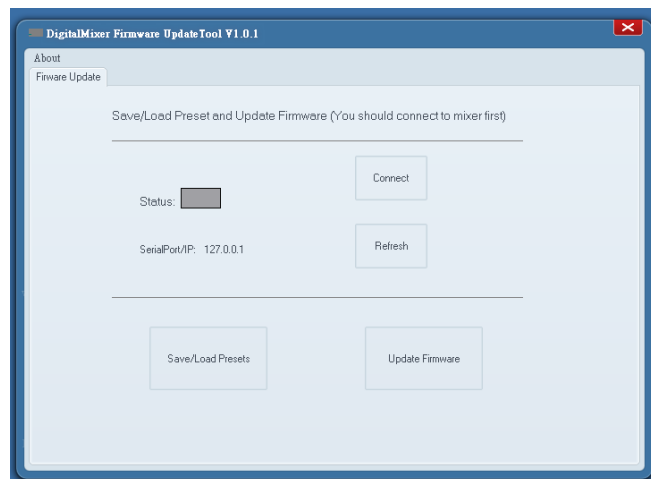 DigitalMixer Firmware UpdateTool V1.0.1
About
Firware Update
Save/Load Preset and Update Firmware (You should connect to mixer first)
Connect
Status:
SerialPort/IP: 127.0.0.1
Refresh
Save/Load Presets
Update Firmware